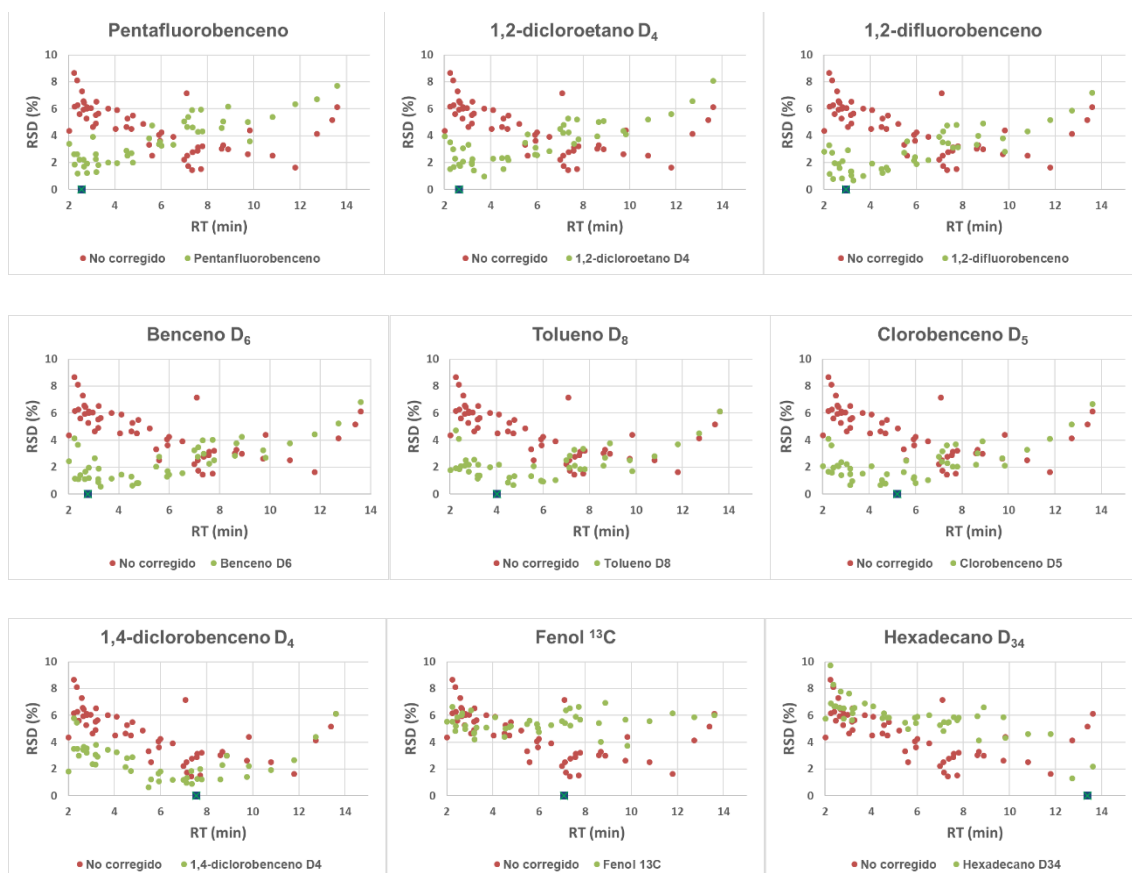 Pentafluorobenceno
1,2-dicloroetano D4
1,2-difluorobenceno
RSD (%)
10
8
6
4
2
0
2 4 6 8 10 12 14
RT (min)
No corregido Pentanfluorobenceno
RSD (%)
10
8
6
4
2
0
2 4 6 8 10 12 14
RT (min)
No corregido 1,2-dicloroetano D4
RSD (%)
10
8
6
4
2
0
2 4 6 8 10 12 14
RT (min)
No corregido 1,2-difluorobenceno
Benceno D6
Tolueno D8
Clorobenceno D5
RSD (%)
10
8
6
4
2
0
2 4 6 8 10 12 14
RT (min)
No corregido Benceno D6
RSD (%)
10
8
6
4
2
0
2 4 6 8 10 12 14
RT (min)
No corregido Tolueno D8
RSD (%)
10
8
6
4
2
0
2 4 6 8 10 12 14
RT (min)
No corregido Clorobenceno D5
1,4-diclorobenceno D4
Fenol 13C
Hexadecano D34
RSD (%)
10
8
6
4
2
0
2 4 6 8 10 12 14
RT (min)
No corregido 1,4-diclorobenceno D4
RSD (%)
10
8
6
4
2
0
2 4 6 8 10 12 14
RT (min)
No corregido Fenol 13C
RSD (%)
10
8
6
4
2
0
2 4 6 8 10 12 14
RT (min)
No corregido Hexadecano D34